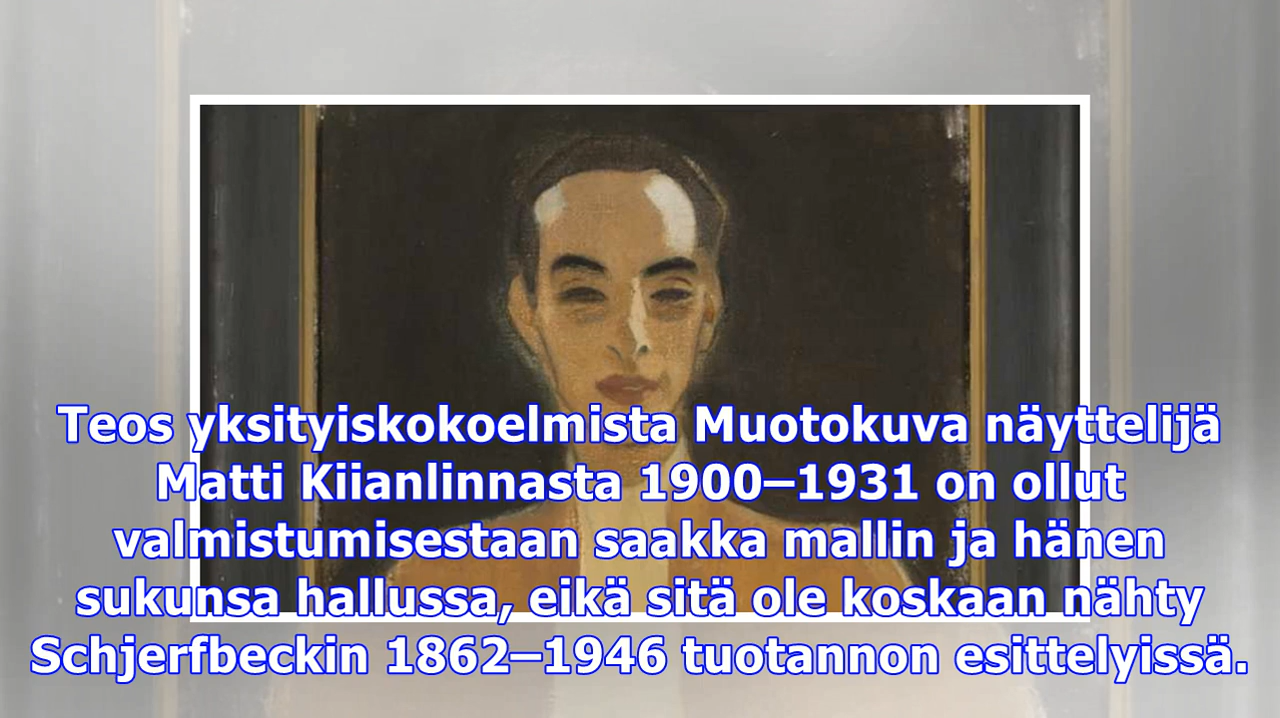 Teos yksityiskokoelmista Muotokuva näyttelijä
Matti Kiianlinnasta 1900–1931 on ollut
valmistumisestaan saakka mallin ja hänen
sukunsa hallussa, eikä sitä ole koskaan nähty
Schjerfbeckin 1862–1946 tuotannon esittelyissä.